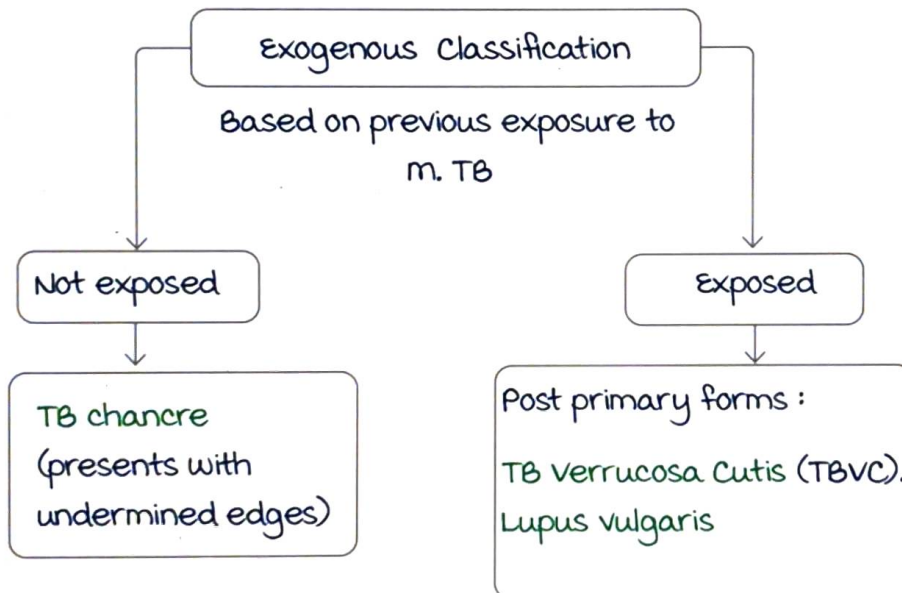 Exogenous Classification
Based on previous exposure to
m. TB
Not exposed
Exposed
TB chancre
(presents with
undermined edges)
Post primary forms :
TB Verrucosa Cutis (TBVC).
Lupus vulgaris